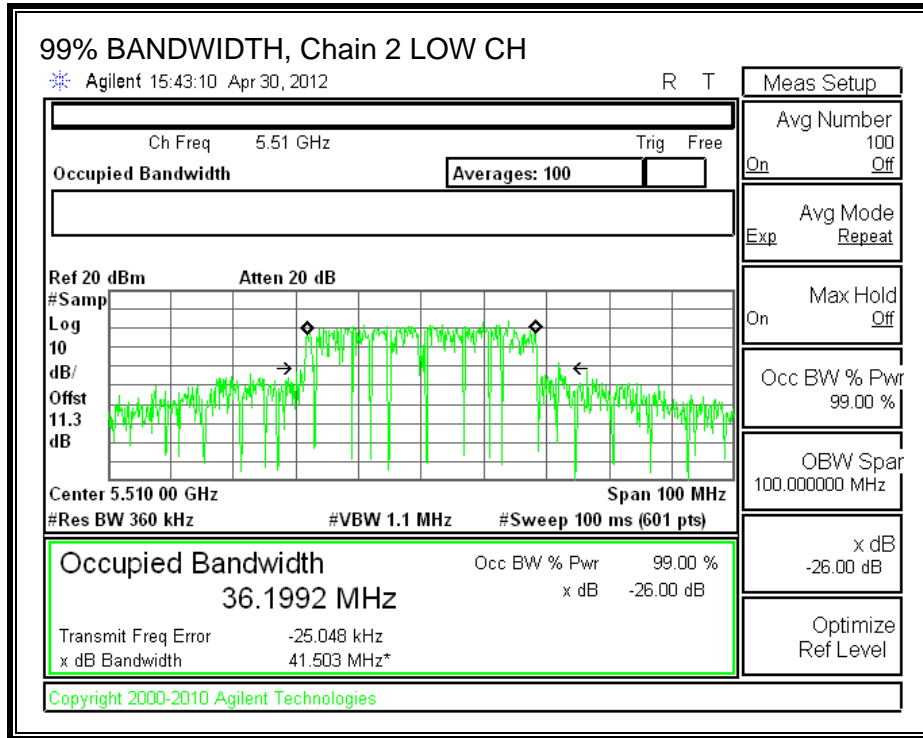 99% BANDWIDTH, Chain 2 LOW CH
Agilent 15:43:10 Apr 30, 2012 R T
Ch Freq 5.51 GHz Trig Free
Occupied Bandwidth Averages: 100
Ref 20 dBm Atten 20 dB
#Samp
Log
10
dB/
Offst
11.3
dB
Center 5.510 00 GHz Span 100 MHz
#Res BW 360 kHz #VBW 1.1 MHz #Sweep 100 ms (601 pts)
Occupied Bandwidth Occ BW % Pwr 99.00 %
36.1992 MHz x dB -26.00 dB
Transmit Freq Error -25.048 kHz
x dB Bandwidth 41.503 MHz*
Copyright 2000-2010 Agilent Technologies
Meas Setup
Avg Number
100
On Off
Avg Mode
Exp Repeat
Max Hold
On Off
Occ BW % Pwr
99.00 %
OBW Span
100.000000 MHz
x dB
-26.00 dB
Optimize
Ref Level